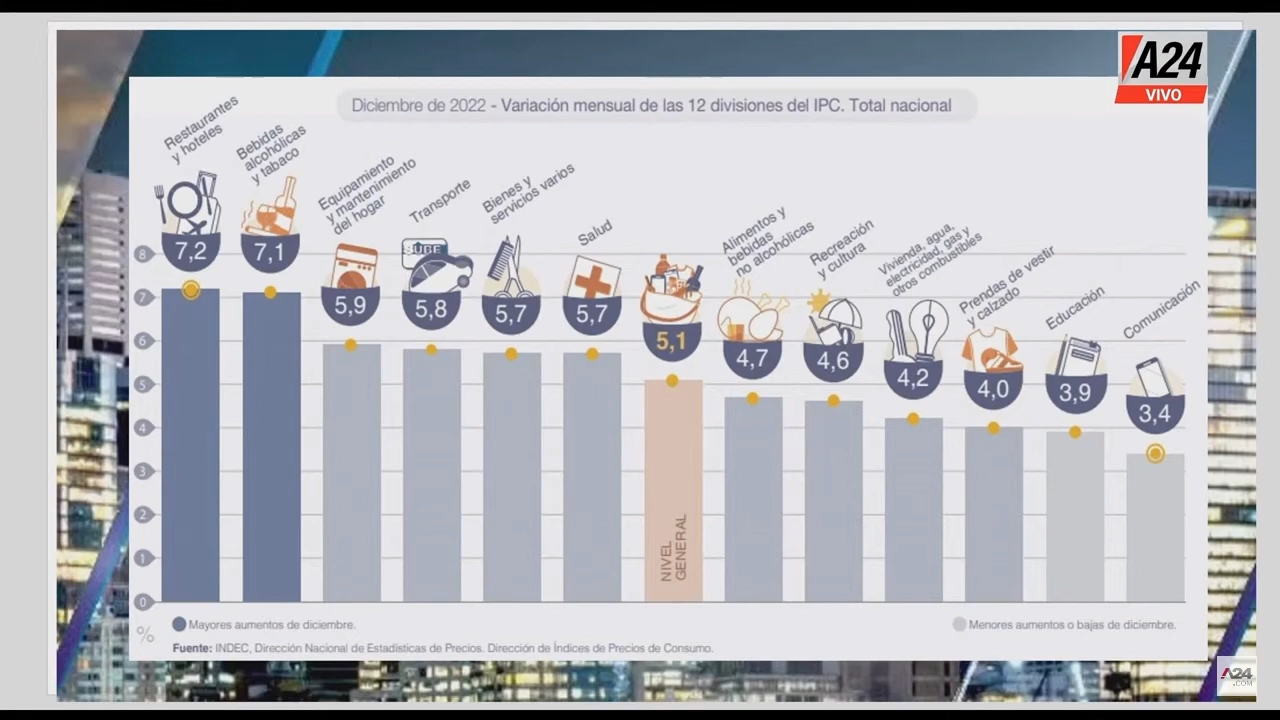 A24
VIVO
Diciembre de 2022 - Variación mensual de las 12 divisiones del IPC. Total nacional
Restaurantes
y hoteles
Bebidas
alcohólicas
y tabaco
Equipamiento
y mantenimiento
del hogar
Transporte
Bienes y
servicios varios
Salud
Alimentos y
bebidas
no alcohólicas
Recreación
y cultura
Vivienda, agua,
electricidad, gas y
otros combustibles
Prendas de vestir
y calzado
Educación
Comunicación
SUBE
7,2
7,1
5,9
5,8
5,7
5,7
5,1
4,7
4,6
4,2
4,0
3,9
3,4
8
7
6
5
4
3
2
1
0
%
NIVEL
GENERAL
Mayores aumentos de diciembre.
Menores aumentos o bajas de diciembre.
Fuente: INDEC, Dirección Nacional de Estadísticas de Precios. Dirección de Índices de Precios de Consumo.
A24
.COM